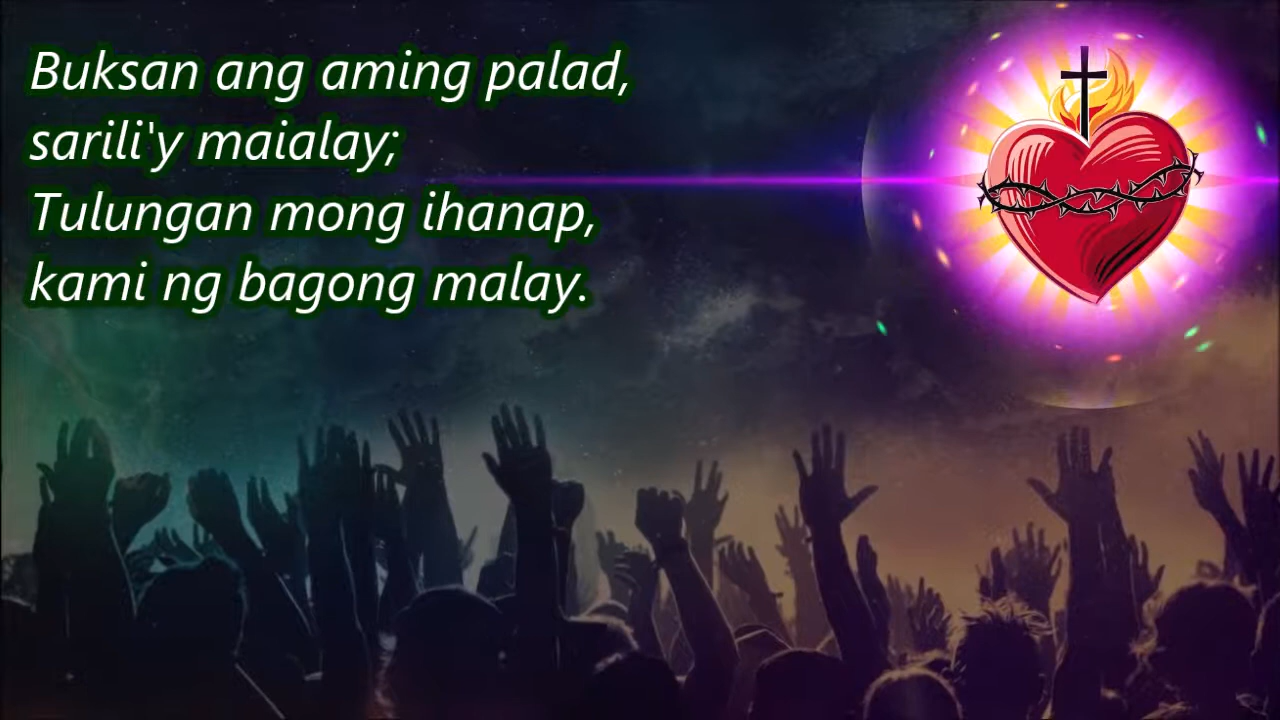 Buksan ang aming palad,
sarili'y maialay;
Tulungan mong ihanap,
kami ng bagong malay.